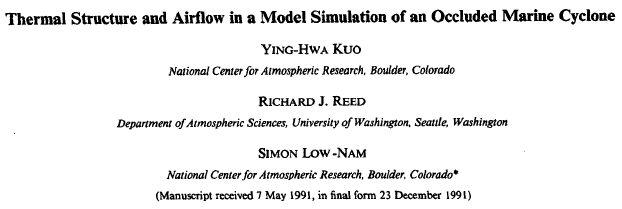 Thermal Structure and Airflow in a Model Simulation of an Occluded Marine Cyclone
YING-HWA KUO
National Center for Atmospheric Research, Boulder, Colorado
RICHARD J. REED
Department of Atmospheric Sciences, University of Washington, Seattle, Washington
SIMON LOW-NAM
National Center for Atmospheric Research, Boulder, Colorado*
(Manuscript received 7 May 1991, in final form 23 December 1991)